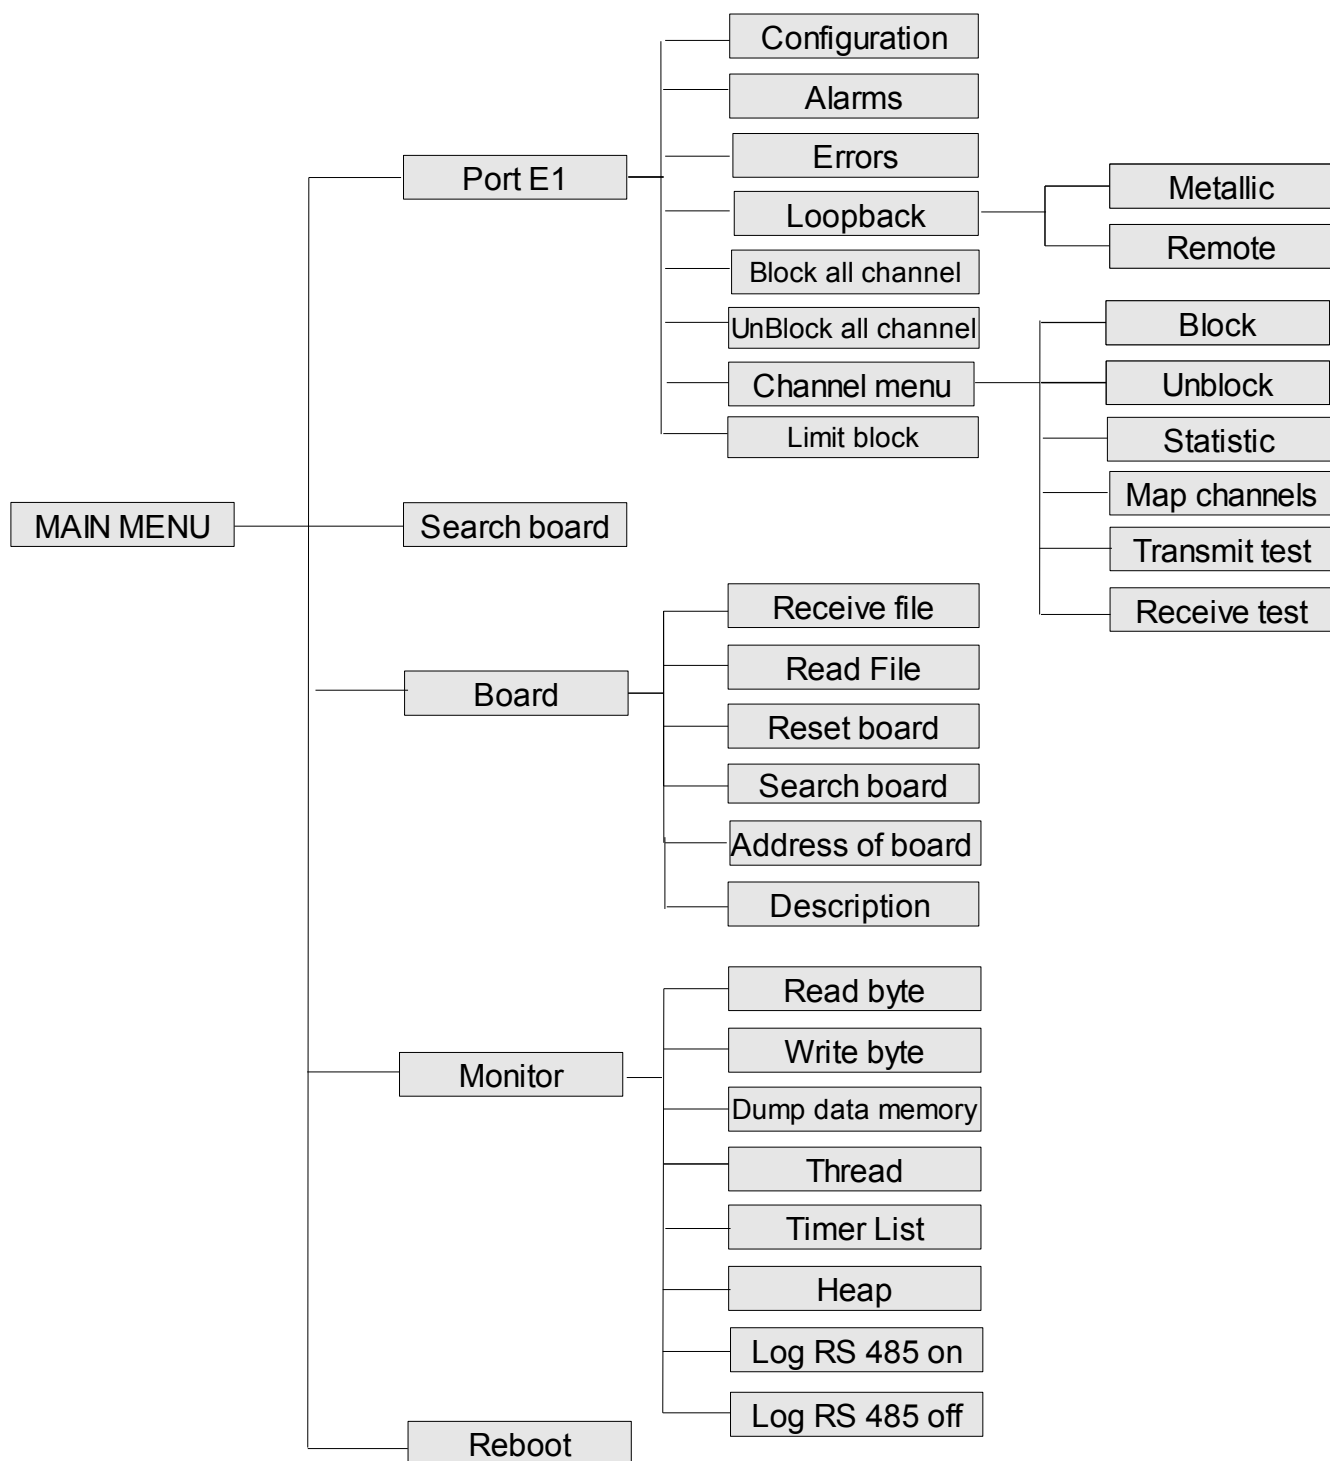 Configuration
Alarms
Errors
Port E1
Loopback
Metallic
Remote
Block all channel
UnBlock all channel
Channel menu
Limit block
Block
Unblock
Statistic
Map channels
Transmit test
Receive test
MAIN MENU
Search board
Receive file
Read File
Board
Reset board
Search board
Address of board
Description
Read byte
Write byte
Monitor
Dump data memory
Thread
Timer List
Heap
Log RS 485 on
Log RS 485 off
Reboot